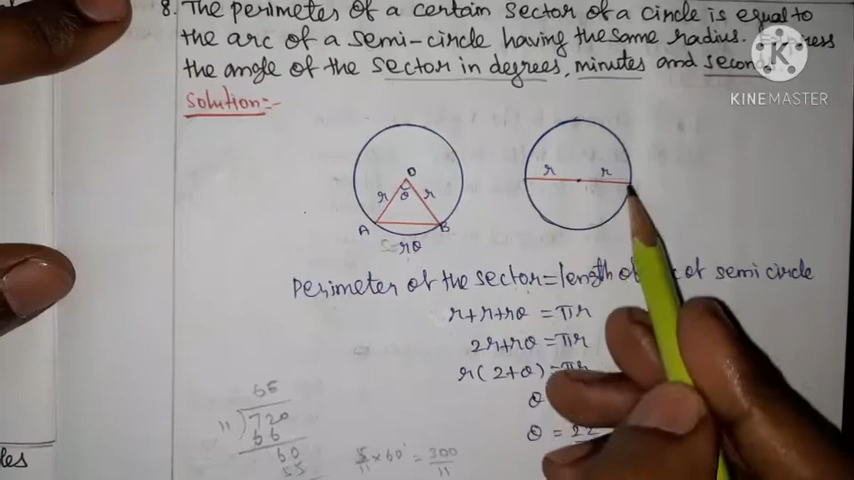 8. The perimeter of a certain sector of a circle is equal to
the arc of a semi-circle having the same radius.
the angle of the sector in degrees, minutes and
KINEMASTER
Solution:-
O
r θ r
A B
S=rθ
r r
Perimeter of the sector = length of of semi circle
r+r+rθ = πr
2r+rθ = πr
r(2+θ) = πr
θ
θ = 22
65
11)720
66
60
55
5/11 ×60' = 300/11
les